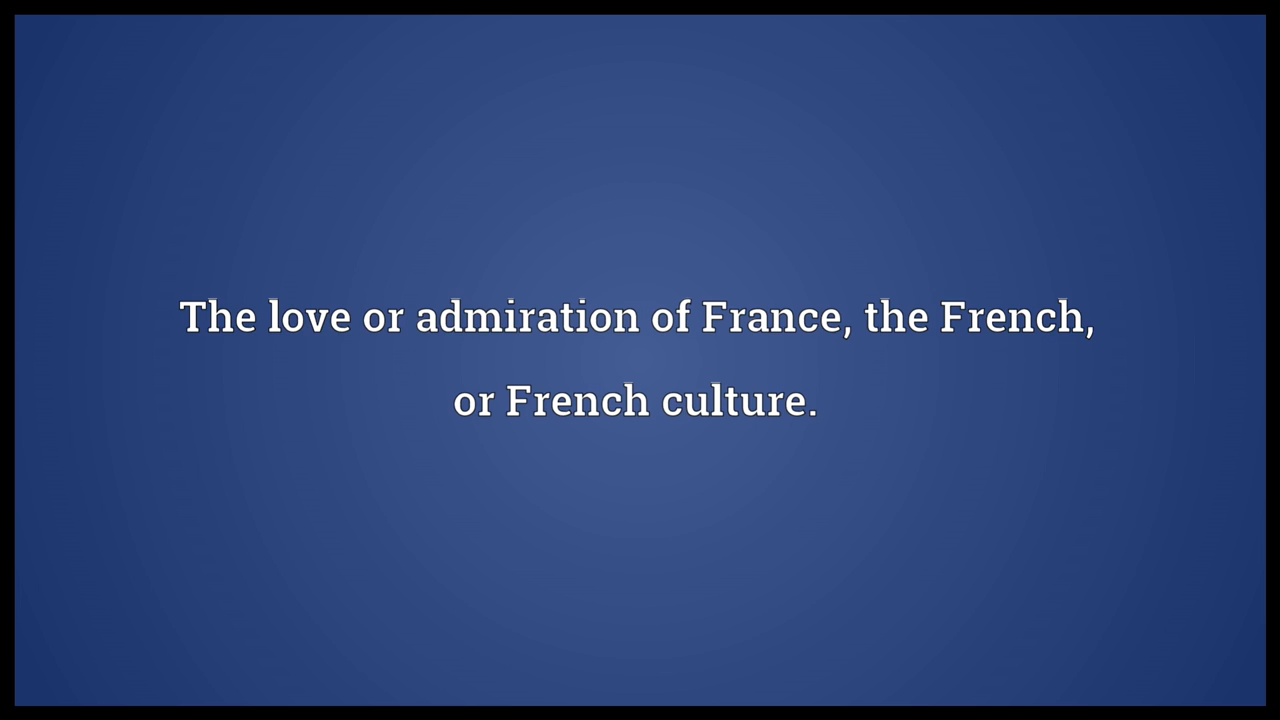 The love or admiration of France, the French,
or French culture.